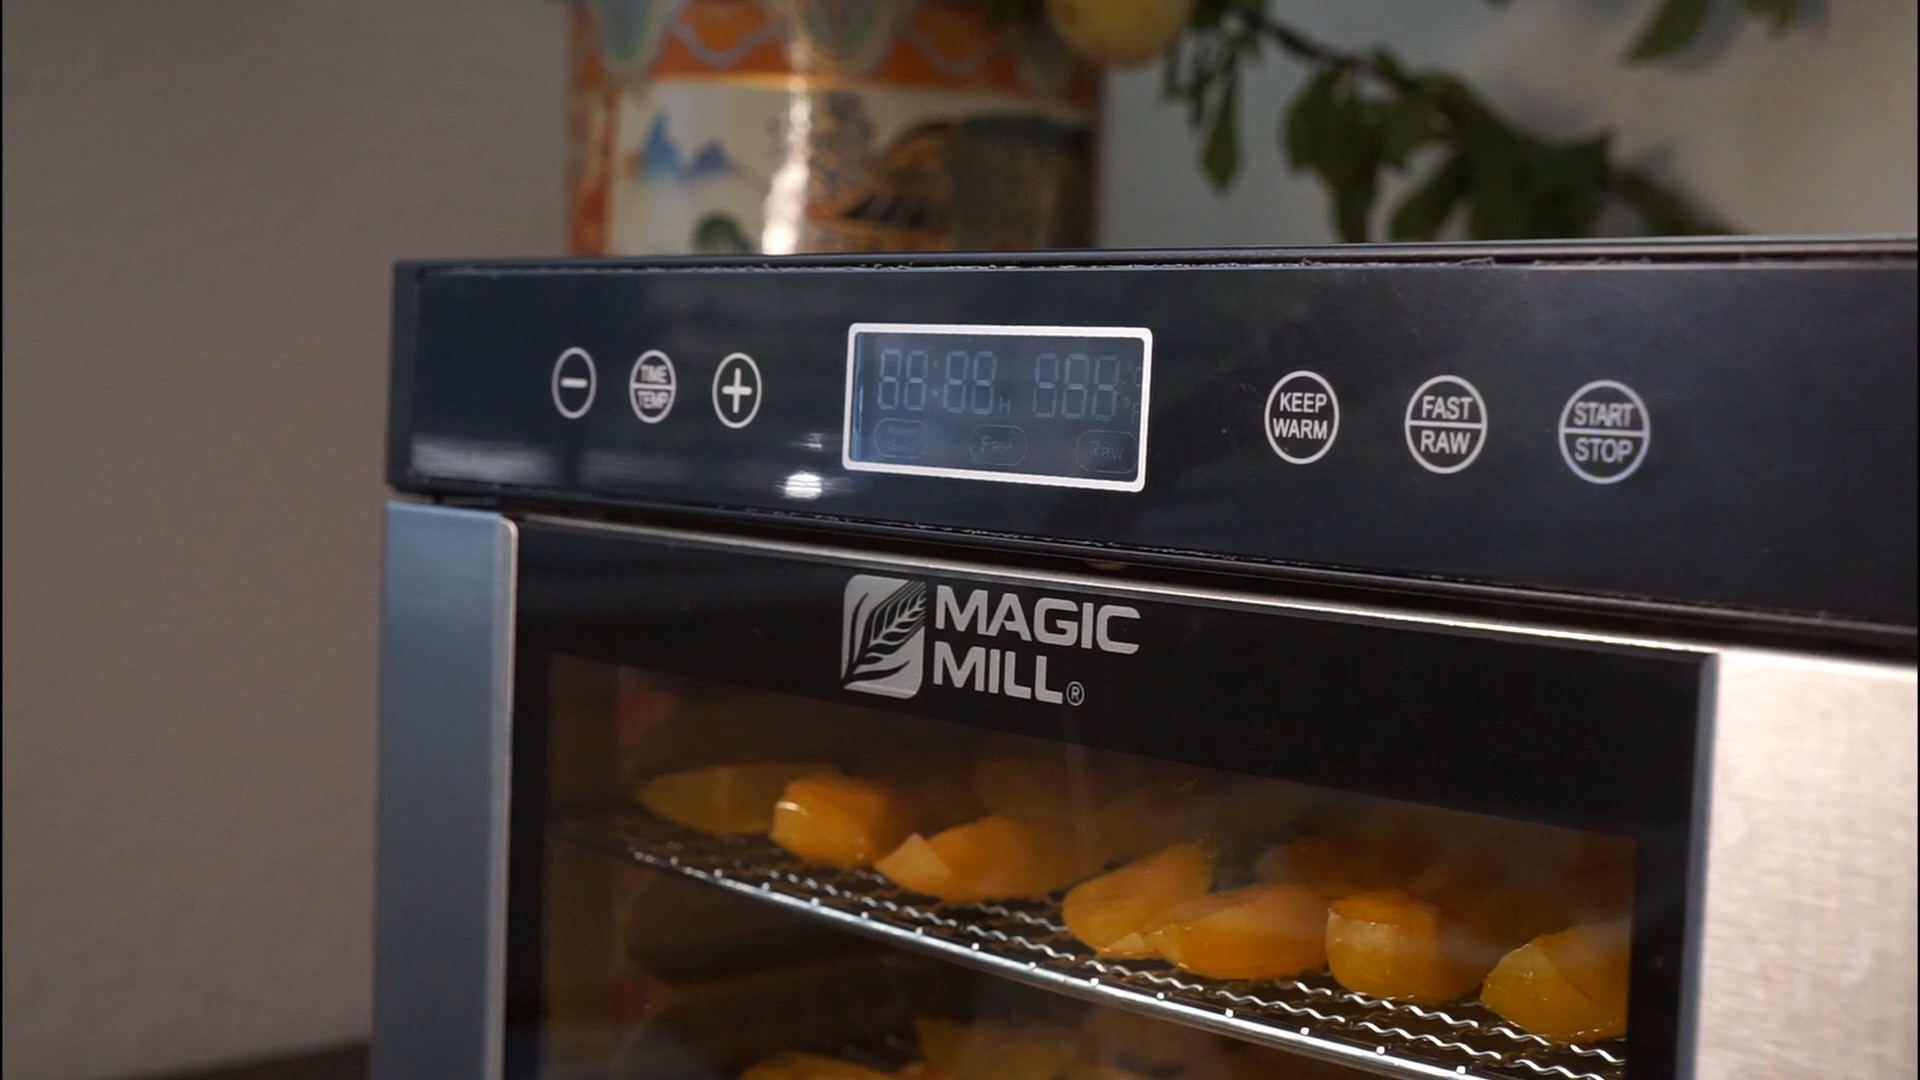 TIME
TEMP
88:88 H 888 °C
°F
Fast
Raw
KEEP
WARM
FAST
RAW
START
STOP
MAGIC
MILL®